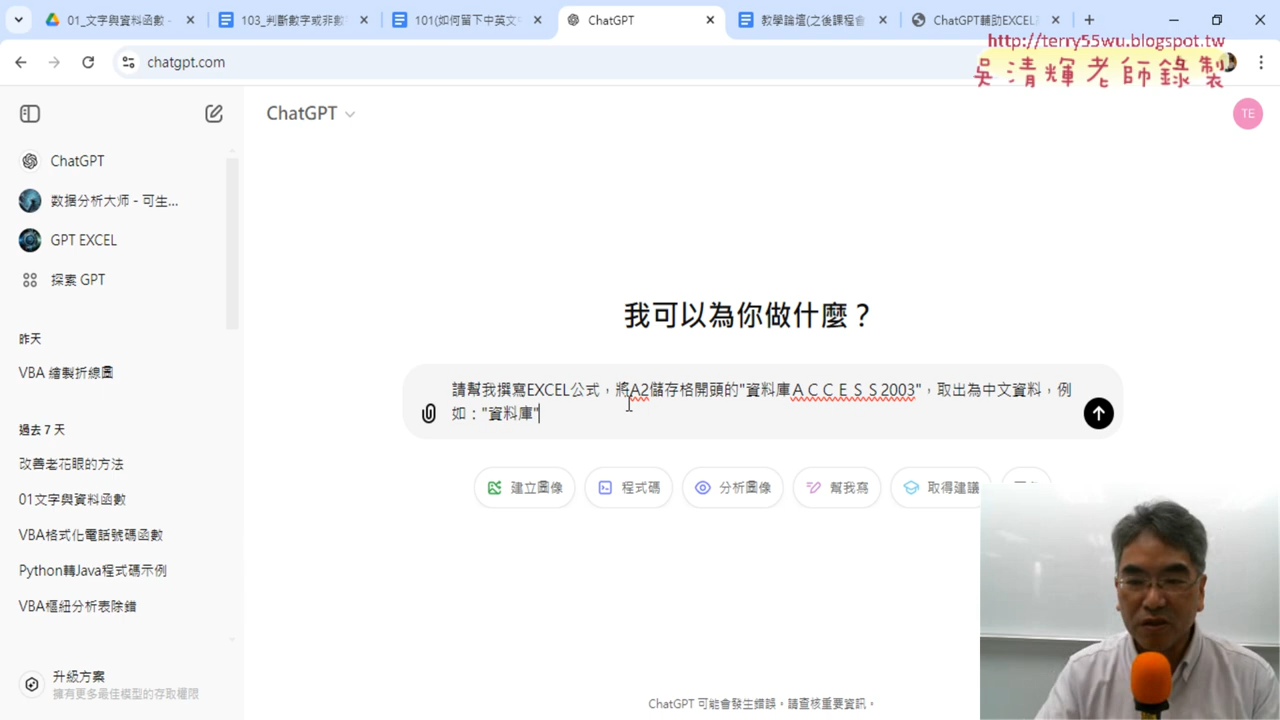 01_文字與資料函數 -
103_判斷數字或非數
101(如何留下中英文
ChatGPT
教學論壇(之後課程會
ChatGPT輔助EXCEL
chatgpt.com
http://terry55wu.blogspot.tw
吳清輝老師錄製
ChatGPT
TE
ChatGPT
数据分析大师 - 可生...
GPT EXCEL
探索 GPT
昨天
VBA 繪製折線圖
過去 7 天
改善老花眼的方法
01文字與資料函數
VBA格式化電話號碼函數
Python轉Java程式碼示例
VBA樞紐分析表除錯
升級方案
擁有更多最佳模型的存取權限
我可以為你做什麼？
請幫我撰寫EXCEL公式，將A2儲存格開頭的"資料庫ＡＣＣＥＳＳ2003"，取出為中文資料，例
如："資料庫"
建立圖像
程式碼
分析圖像
幫我寫
取得建議
ChatGPT 可能會發生錯誤。請查核重要資訊。